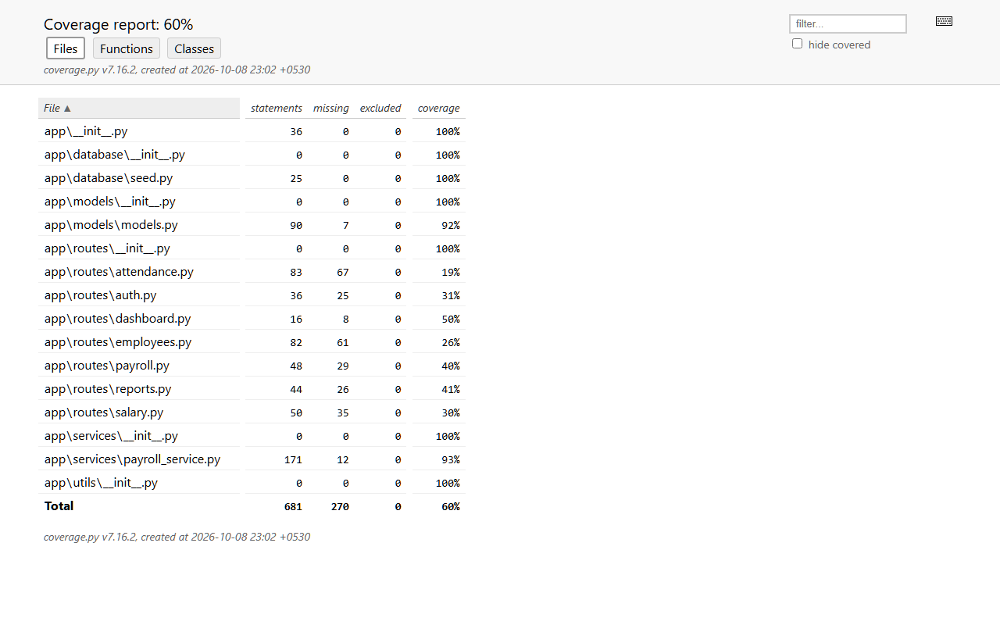 Coverage report: 60%
filter...
hide covered
Files Functions Classes
coverage.py v7.16.2, created at 2026-10-08 23:02 +0530
File ▲ statements missing excluded coverage
app\__init__.py 36 0 0 100%
app\database\__init__.py 0 0 0 100%
app\database\seed.py 25 0 0 100%
app\models\__init__.py 0 0 0 100%
app\models\models.py 90 7 0 92%
app\routes\__init__.py 0 0 0 100%
app\routes\attendance.py 83 67 0 19%
app\routes\auth.py 36 25 0 31%
app\routes\dashboard.py 16 8 0 50%
app\routes\employees.py 82 61 0 26%
app\routes\payroll.py 48 29 0 40%
app\routes\reports.py 44 26 0 41%
app\routes\salary.py 50 35 0 30%
app\services\__init__.py 0 0 0 100%
app\services\payroll_service.py 171 12 0 93%
app\utils\__init__.py 0 0 0 100%
Total 681 270 0 60%
coverage.py v7.16.2, created at 2026-10-08 23:02 +0530